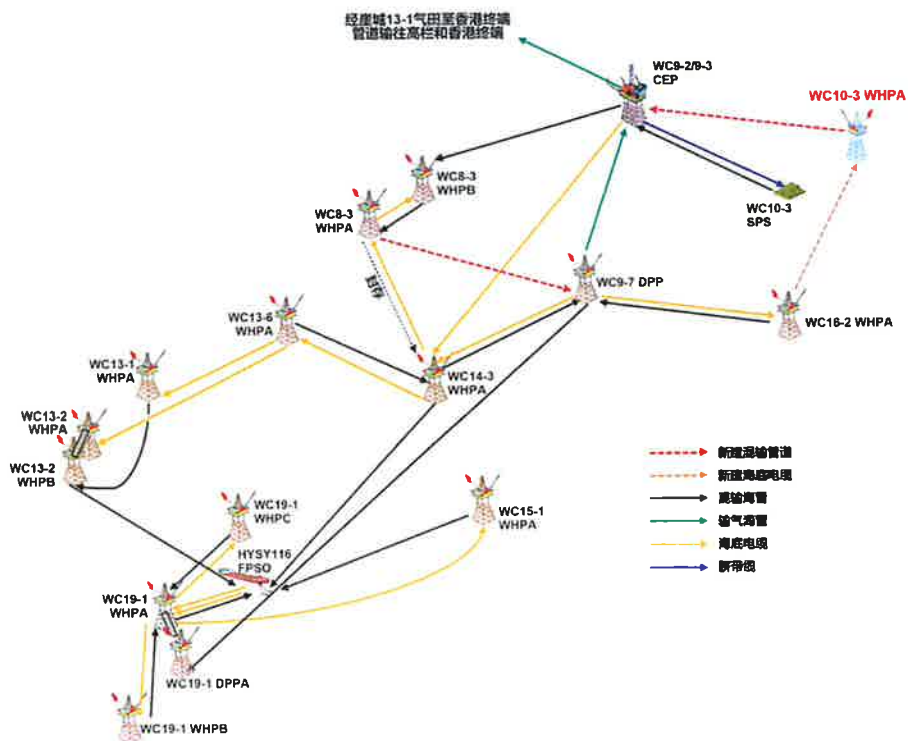 经崖城13-1气田至香港终端
管道输往高栏和香港终端
WC9-2/9-3
CEP
WC10-3 WHPA
WC8-3
WHPB
WC8-3
WHPA
WC10-3
SPS
封存
WC9-7 DPP
WC16-2 WHPA
WC13-6
WHPA
WC13-1
WHPA
WC14-3
WHPA
WC13-2
WHPA
WC13-2
WHPB
新建混输管道
新建海底电缆
混输海管
输气海管
海底电缆
脐带缆
WC19-1
WHPC
WC15-1
WHPA
HYSY116
FPSO
WC19-1
WHPA
WC19-1 DPPA
WC19-1 WHPB